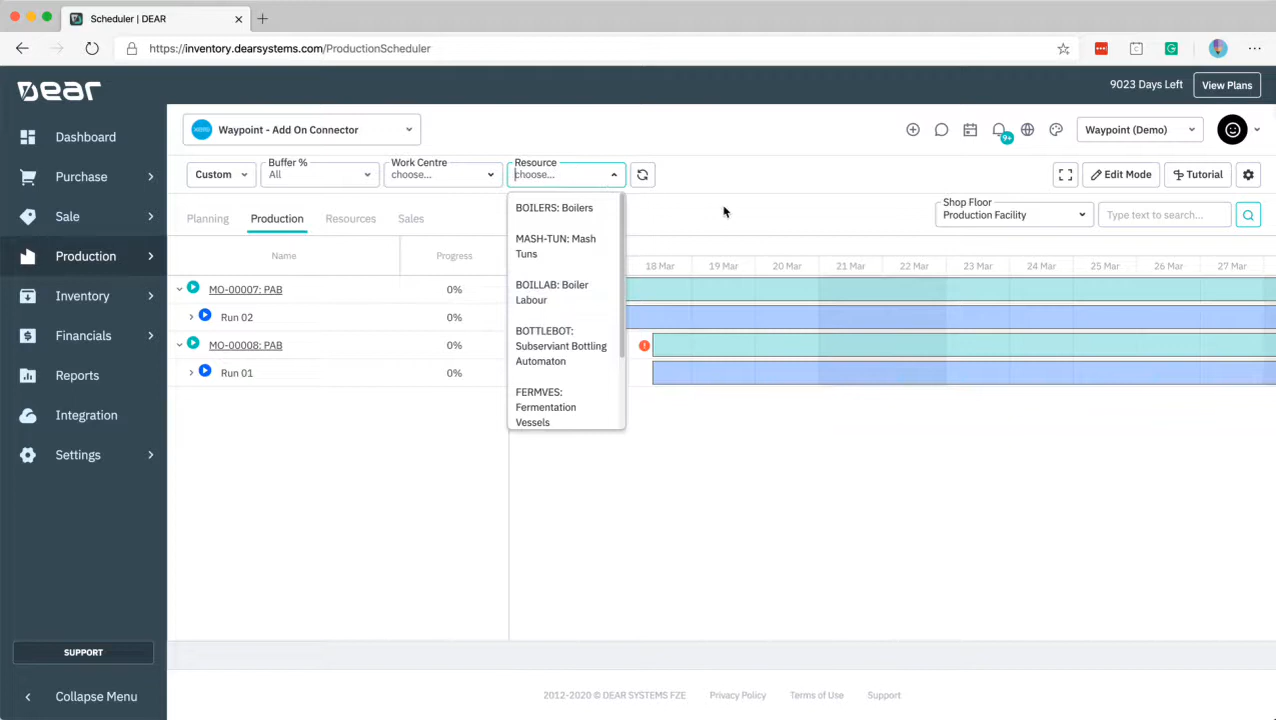 Scheduler | DEAR
https://inventory.dearsystems.com/ProductionScheduler
Dear
9023 Days Left
View Plans
xero
Waypoint - Add On Connector
9+
Waypoint (Demo)
Custom
Buffer %
All
Work Centre
choose...
Resource
choose...
Edit Mode
Tutorial
Planning
Production
Resources
Sales
Shop Floor
Production Facility
Type text to search...
Dashboard
Purchase
Sale
Production
Inventory
Financials
Reports
Integration
Settings
SUPPORT
Collapse Menu
Name
Progress
18 Mar
19 Mar
20 Mar
21 Mar
22 Mar
23 Mar
24 Mar
25 Mar
26 Mar
27 Mar
MO-00007: PAB
0%
Run 02
0%
MO-00008: PAB
0%
Run 01
0%
BOILERS: Boilers
MASH-TUN: Mash
Tuns
BOILLAB: Boiler
Labour
BOTTLEBOT:
Subserviant Bottling
Automaton
FERMVES:
Fermentation
Vessels
2012-2020 © DEAR SYSTEMS FZE
Privacy Policy
Terms of Use
Support